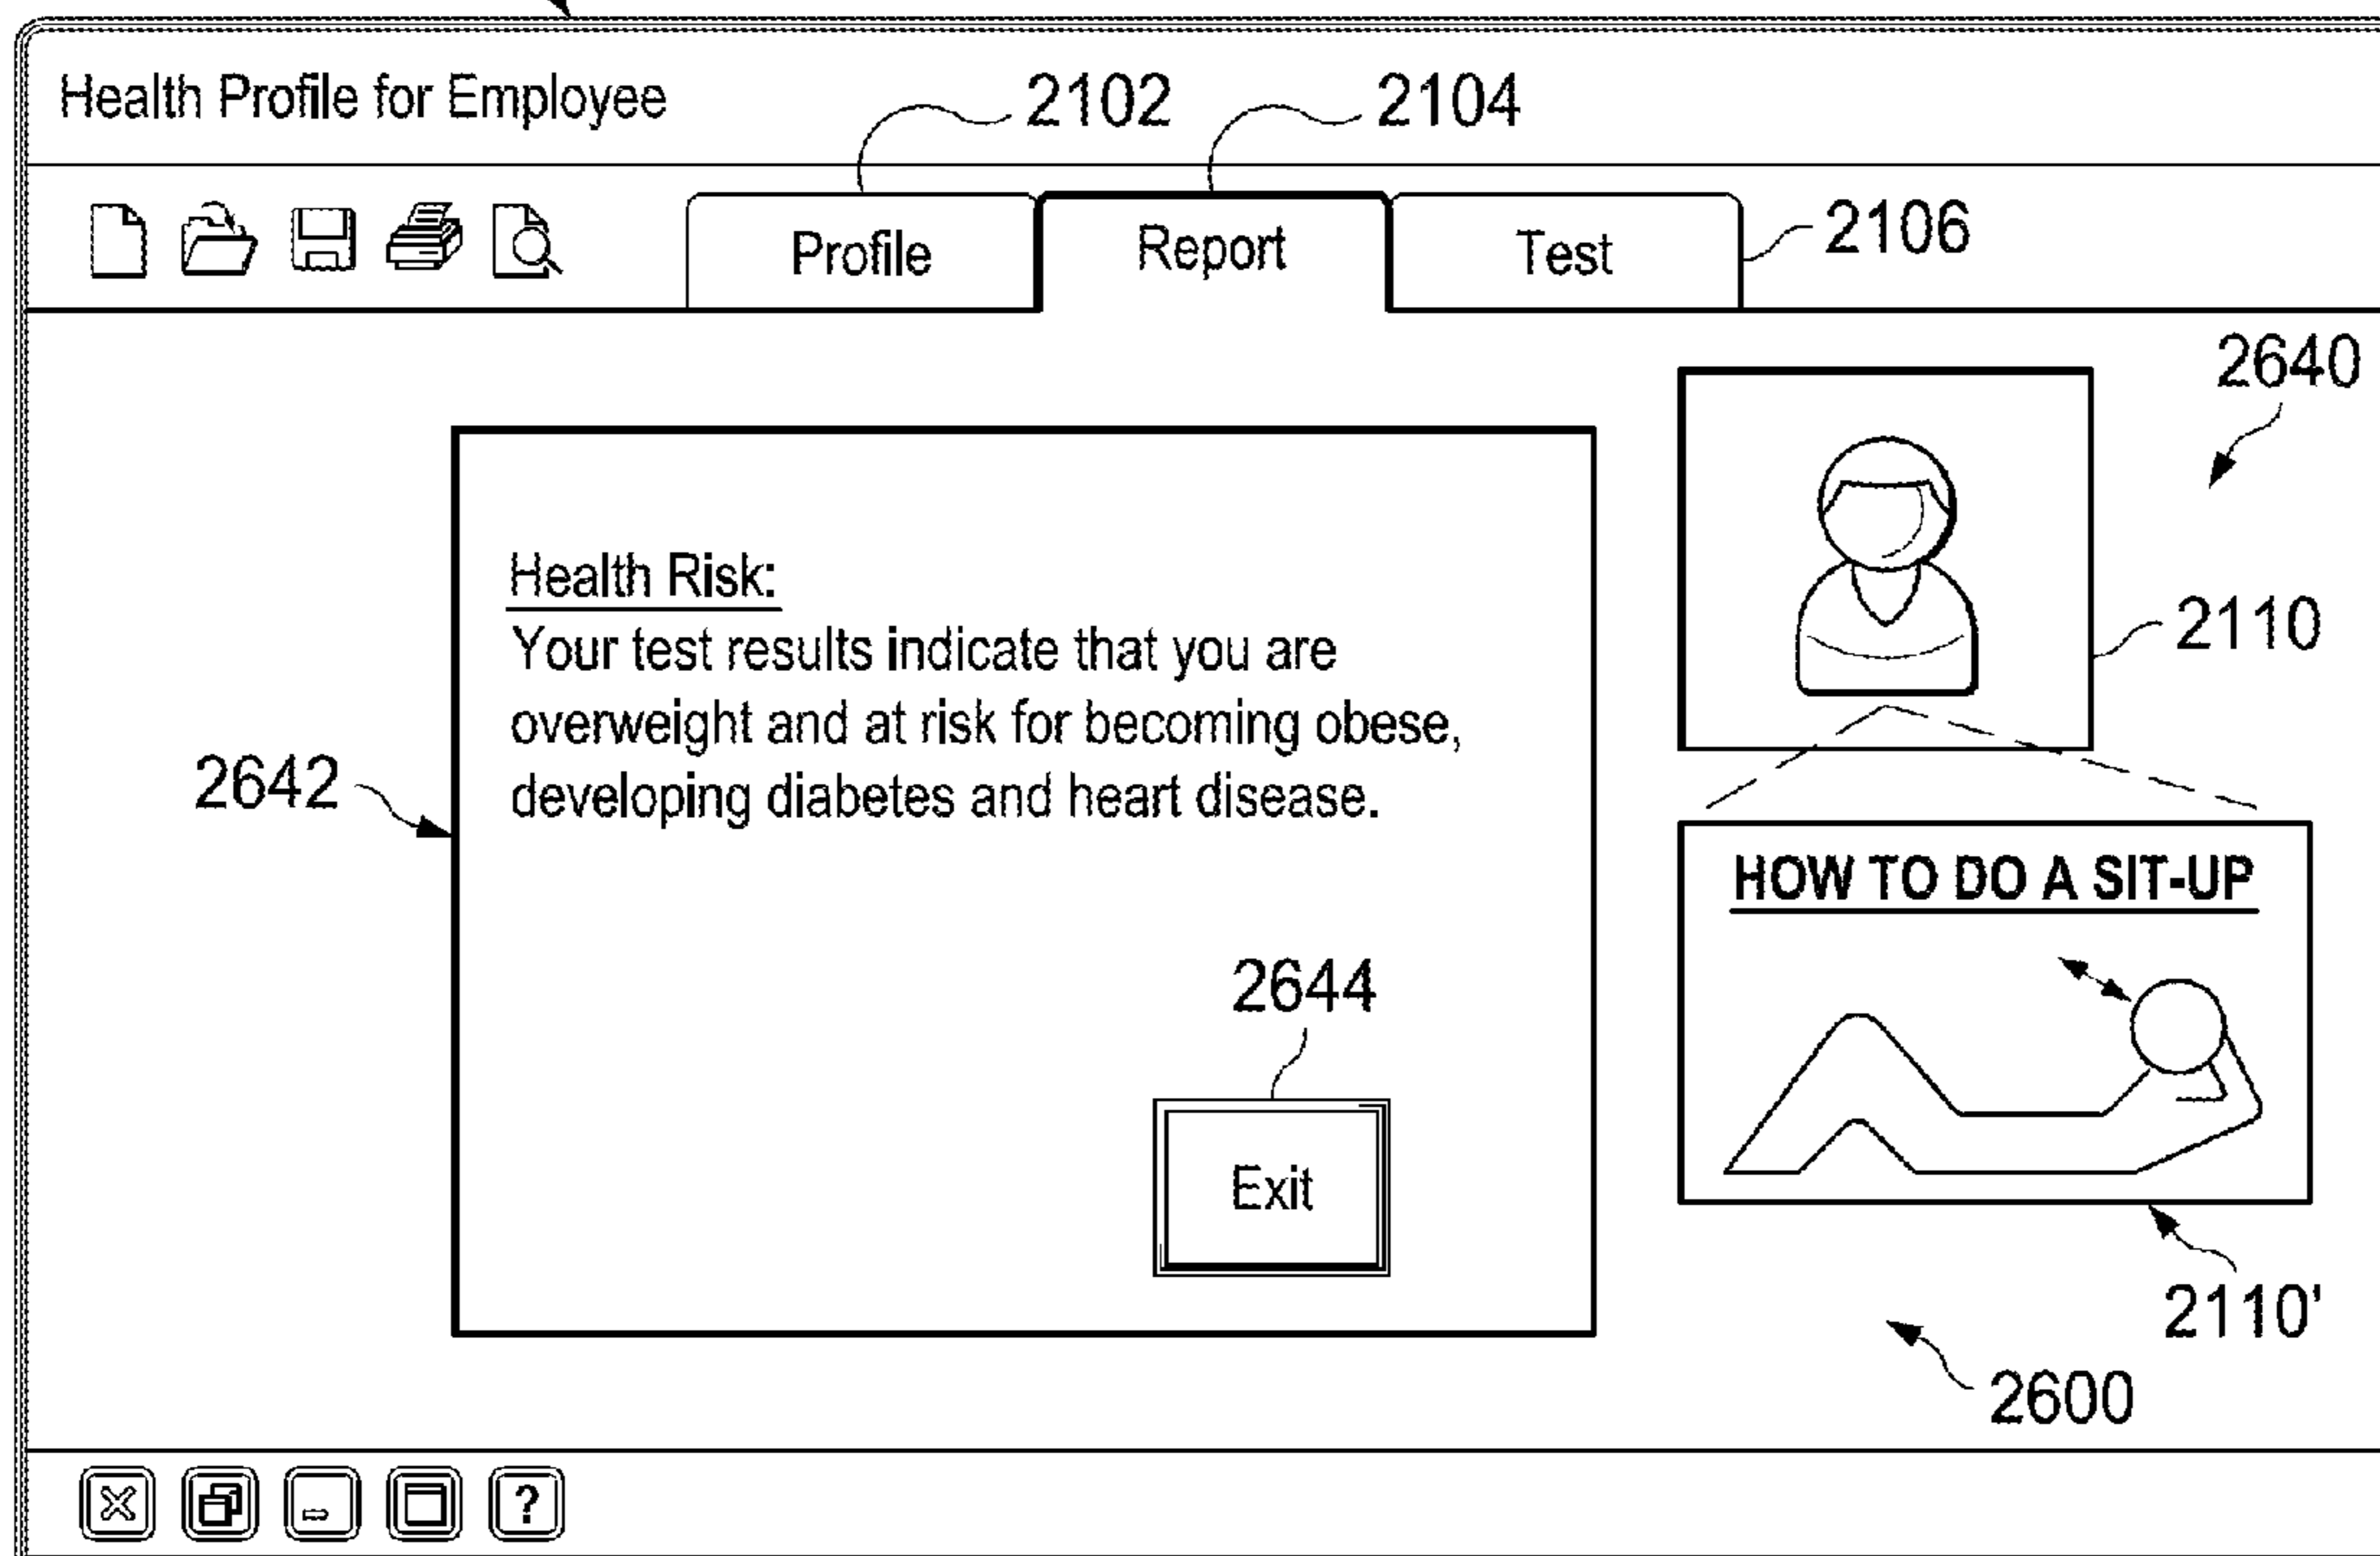 Health Profile for Employee
2102
2104
Profile
Report
Test
2106
2640
2110
Health Risk:
Your test results indicate that you are
overweight and at risk for becoming obese,
developing diabetes and heart disease.
2642
HOW TO DO A SIT-UP
2644
Exit
2110'
2600
?